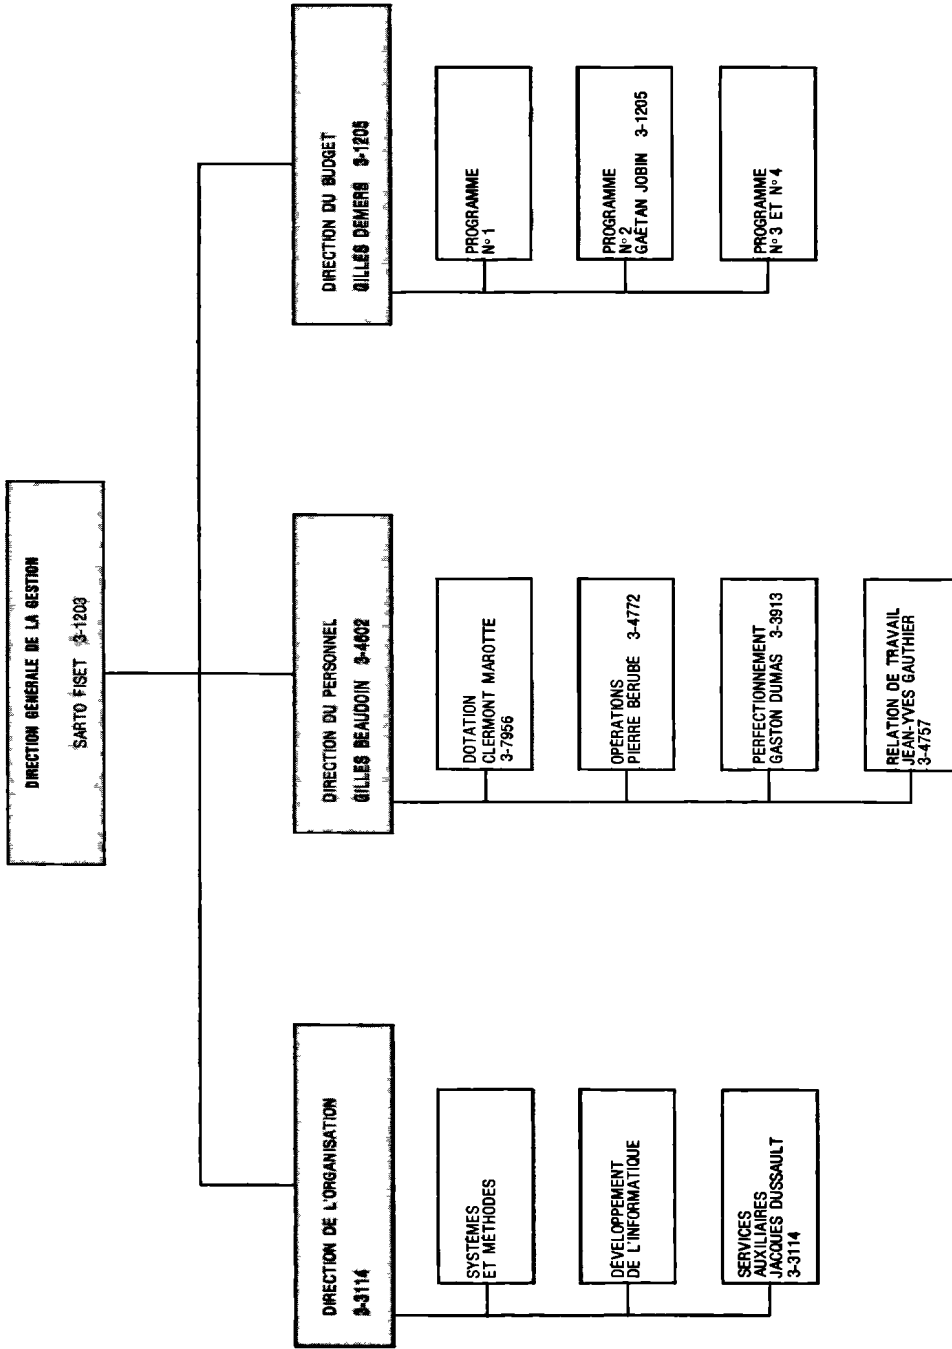 DIRECTION GÉNÉRALE DE LA GESTION
SARTO FISET 3-1203
DIRECTION DE L'ORGANISATION
3-3114
SYSTÈMES
ET MÉTHODES
DÉVELOPPEMENT
DE L'INFORMATIQUE
SERVICES
AUXILIAIRES
JACQUES DUSSAULT
3-3114
DIRECTION DU PERSONNEL
GILLES BEAUDOIN 3-4602
DOTATION
CLERMONT MAROTTE
3-7956
OPÉRATIONS
PIERRE BÉRUBÉ 3-4772
PERFECTIONNEMENT
GASTON DUMAS 3-3913
RELATION DE TRAVAIL
JEAN-YVES GAUTHIER
3-4757
DIRECTION DU BUDGET
GILLES DEMERS 3-1205
PROGRAMME
N° 1
PROGRAMME
N° 2
GAÉTAN JOBIN 3-1205
PROGRAMME
N° 3 ET N° 4